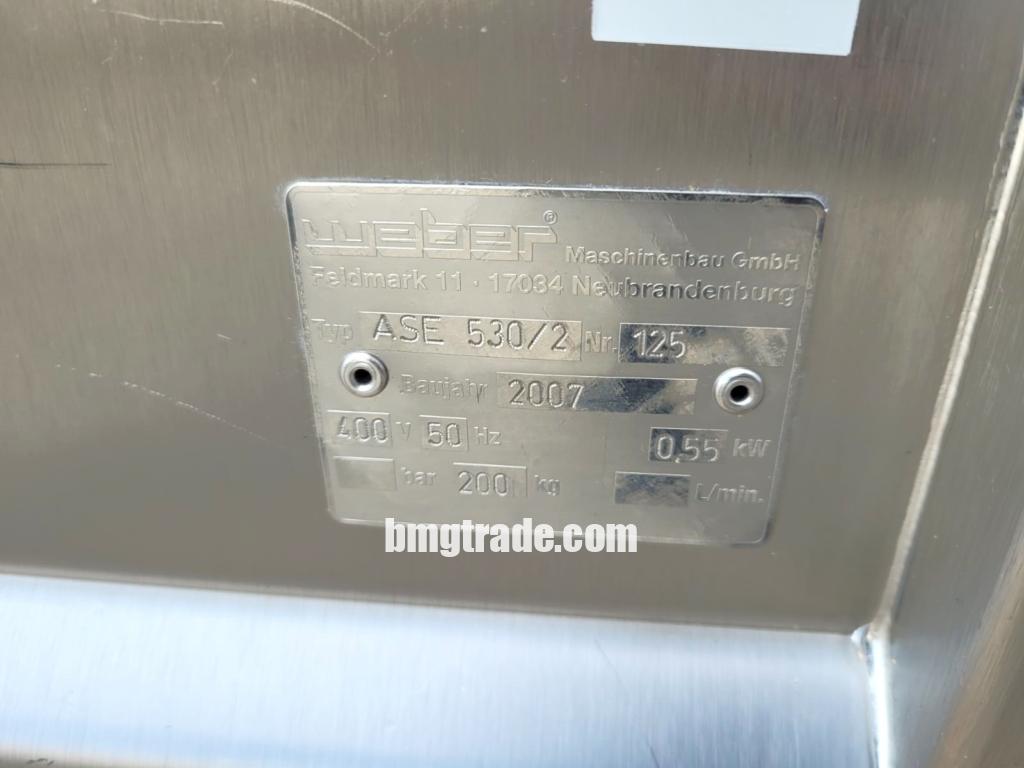 weber® Maschinenbau GmbH
Feldmark 11 · 17034 Neubrandenburg
Typ ASE 530/2 Nr. 125
Baujahr 2007
400 V 50 Hz 0,55 kW
bar 200 kg L/min.
bmgtrade.com